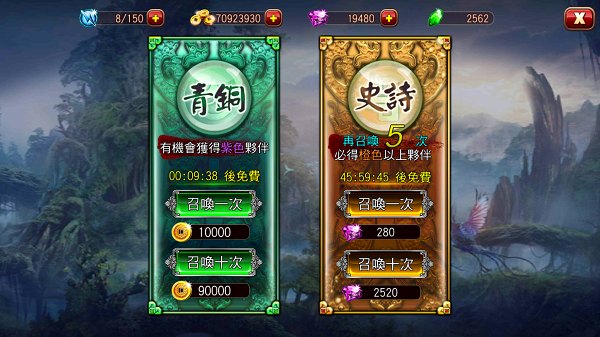 8/150
70923930
19480
2562
青銅
有機會獲得紫色夥伴
00:09:38 後免費
召喚一次
10000
召喚十次
90000
史詩
再召喚 5 次
必得橙色以上夥伴
45:59:45 後免費
召喚一次
280
召喚十次
2520